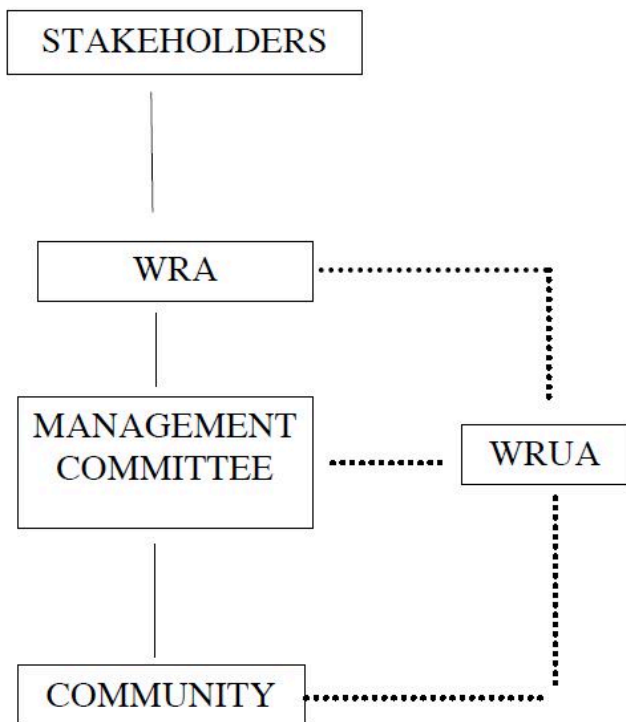 STAKEHOLDERS
WRA
MANAGEMENT
COMMITTEE
WRUA
COMMUNITY